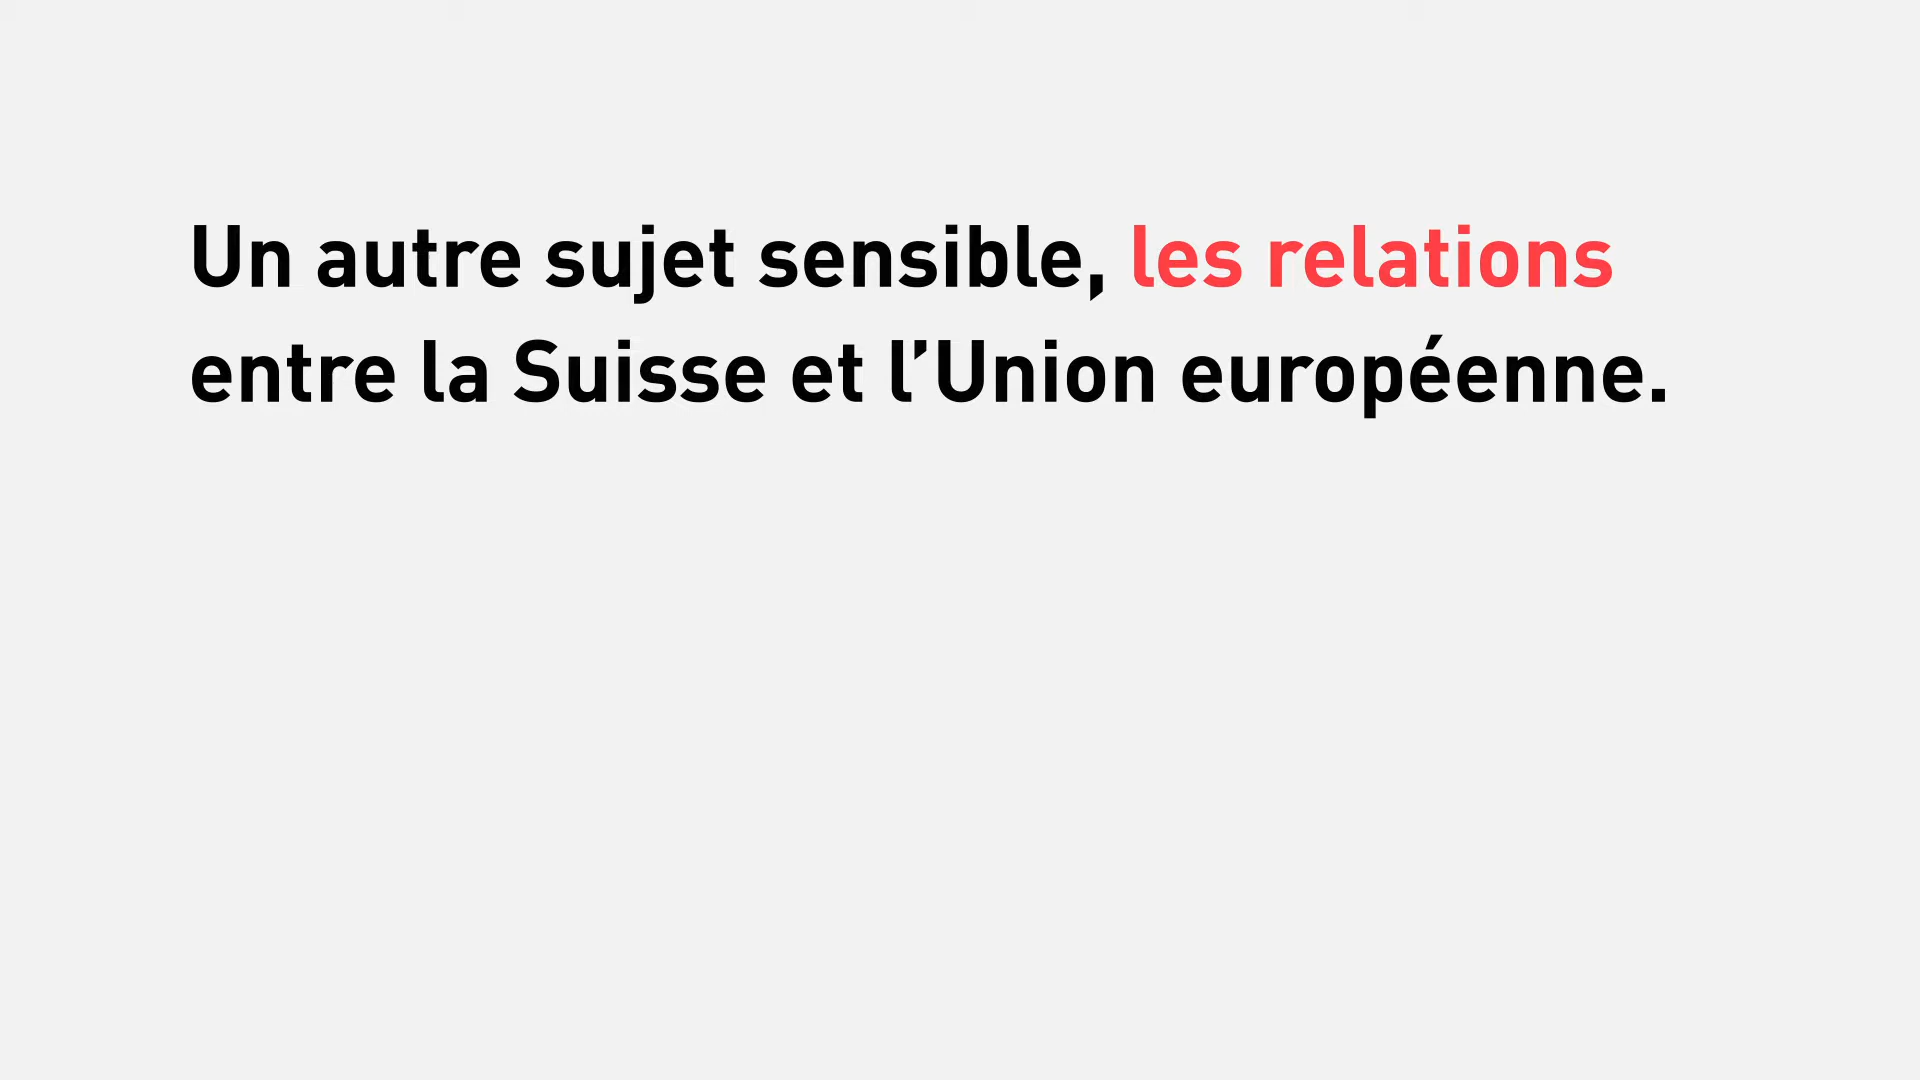 Un autre sujet sensible, les relations
entre la Suisse et l’Union européenne.